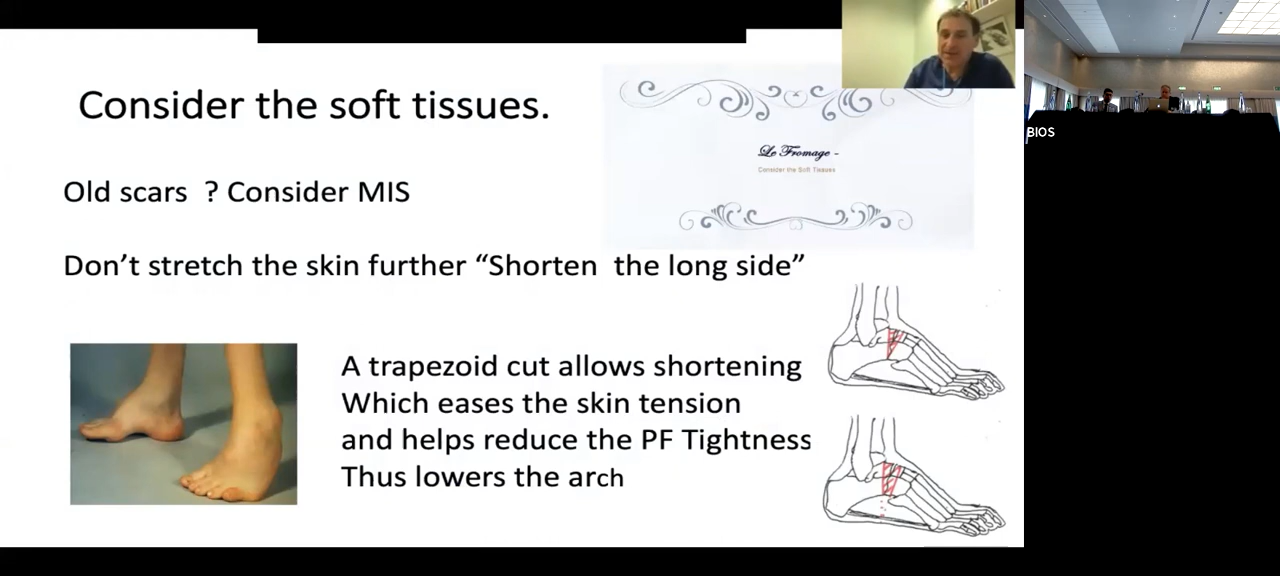 Consider the soft tissues.
Le Fromage -
Consider the Soft Tissues
BIOS
Old scars ? Consider MIS
Don't stretch the skin further “Shorten the long side”
A trapezoid cut allows shortening
Which eases the skin tension
and helps reduce the PF Tightness
Thus lowers the arch